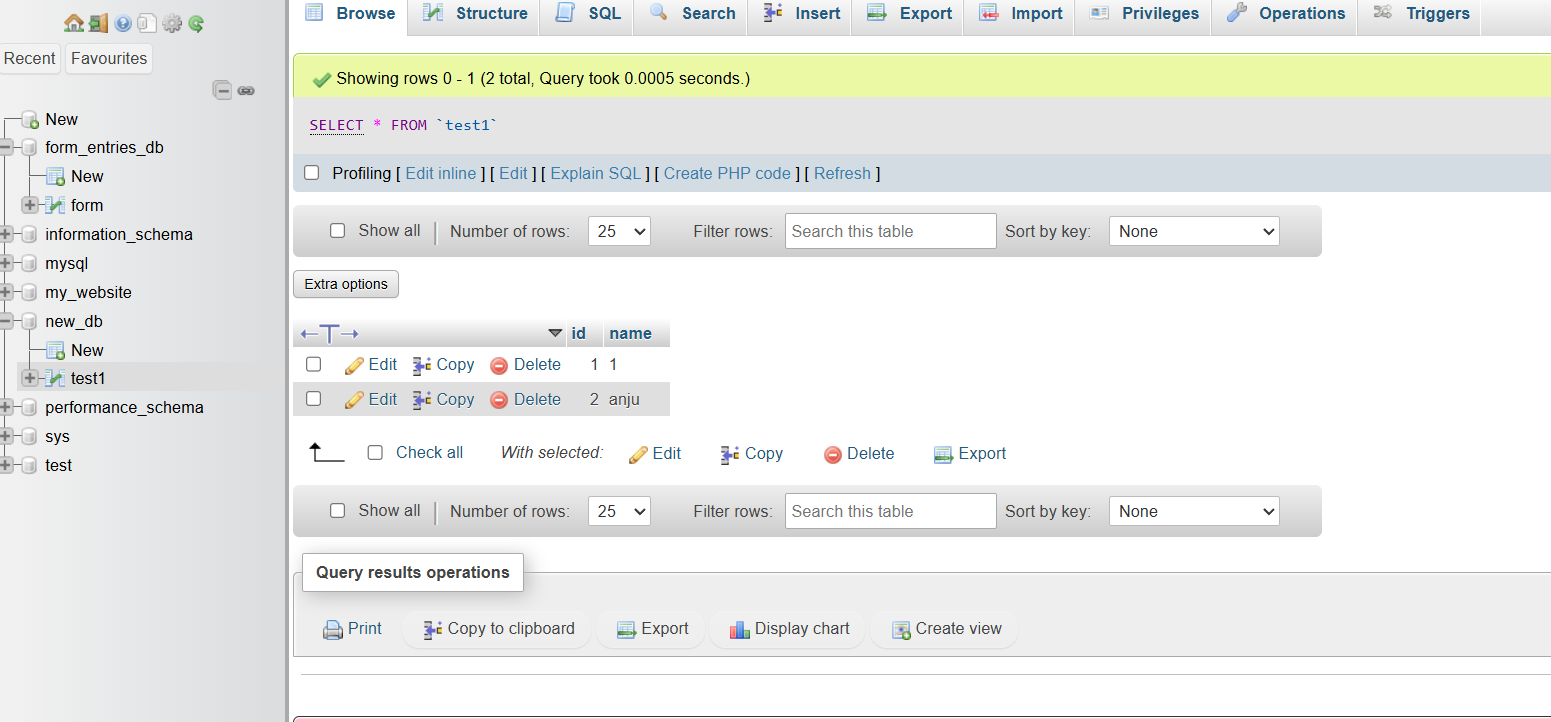 Browse Structure SQL Search Insert Export Import Privileges Operations Triggers
Recent Favourites
New
form_entries_db
New
form
information_schema
mysql
my_website
new_db
New
test1
performance_schema
sys
test
Showing rows 0 - 1 (2 total, Query took 0.0005 seconds.)
SELECT * FROM `test1`
Profiling [ Edit inline ] [ Edit ] [ Explain SQL ] [ Create PHP code ] [ Refresh ]
Show all | Number of rows: 25 Filter rows: Search this table Sort by key: None
Extra options
id name
Edit Copy Delete 1 1
Edit Copy Delete 2 anju
Check all With selected: Edit Copy Delete Export
Show all | Number of rows: 25 Filter rows: Search this table Sort by key: None
Query results operations
Print Copy to clipboard Export Display chart Create view